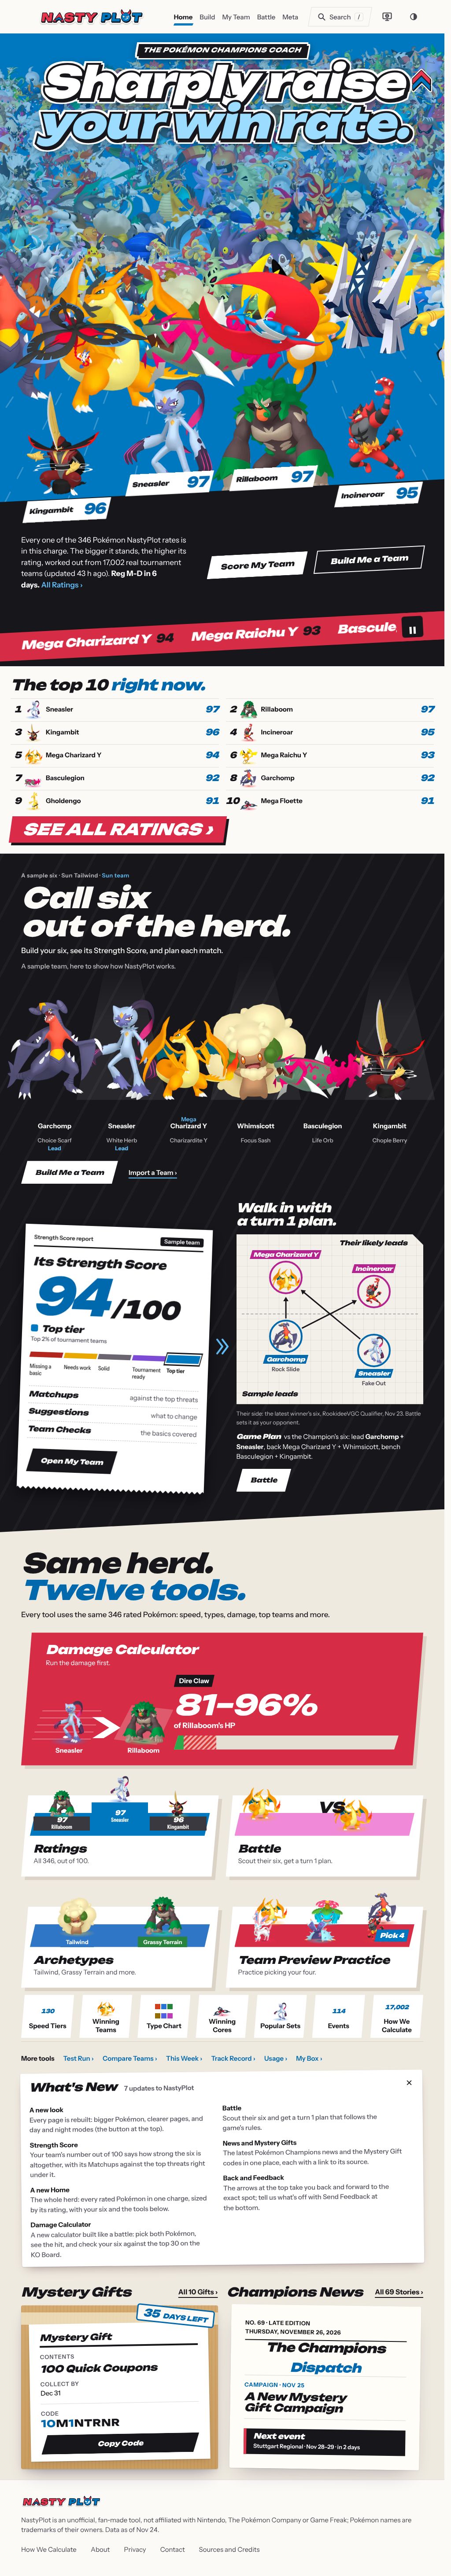 NASTY PLOT
Home Build My Team Battle Meta
Search /
THE POKÉMON CHAMPIONS COACH
Sharply raise
your win rate.
Kingambit 96
Sneasler 97
Rillaboom 97
Incineroar 95
Every one of the 346 Pokémon NastyPlot rates is
in this charge. The bigger it stands, the higher its
rating, worked out from 17,002 real tournament
teams (updated 43 h ago). Reg M-D in 6
days. All Ratings ›
Score My Team
Build Me a Team
Mega Charizard Y 94 Mega Raichu Y 93 Bascule
The top 10 right now.
1 Sneasler 97
2 Rillaboom 97
3 Kingambit 96
4 Incineroar 95
5 Mega Charizard Y 94
6 Mega Raichu Y 93
7 Basculegion 92
8 Garchomp 92
9 Gholdengo 91
10 Mega Floette 91
SEE ALL RATINGS ›
A sample six · Sun Tailwind · Sun team
Call six
out of the herd.
Build your six, see its Strength Score, and plan each match.
A sample team, here to show how NastyPlot works.
Garchomp
Choice Scarf
Lead
Sneasler
White Herb
Lead
Mega
Charizard Y
Charizardite Y
Whimsicott
Focus Sash
Basculegion
Life Orb
Kingambit
Chople Berry
Build Me a Team
Import a Team ›
Strength Score report
Sample team
Its Strength Score
94/100
Top tier
Top 2% of tournament teams
Missing a basic
Needs work
Solid
Tournament ready
Top tier
Matchups against the top threats
Suggestions what to change
Team Checks the basics covered
Open My Team
Walk in with
a turn 1 plan.
Their likely leads
Mega Charizard Y
Incineroar
Garchomp
Rock Slide
Sneasler
Fake Out
Sample leads
Their side: the latest winner's six, RookideeVGC Qualifier, Nov 23. Battle
sets it as your opponent.
Game Plan vs the Champion's six: lead Garchomp +
Sneasler, back Mega Charizard Y + Whimsicott, bench
Basculegion + Kingambit.
Battle
Same herd.
Twelve tools.
Every tool uses the same 346 rated Pokémon: speed, types, damage, top teams and more.
Damage Calculator
Run the damage first.
Sneasler
Rillaboom
Dire Claw
81–96%
of Rillaboom's HP
97
Rillaboom
97
Sneasler
96
Kingambit
Ratings
All 346, out of 100.
VS
Battle
Scout their six, get a turn 1 plan.
Tailwind
Grassy Terrain
Archetypes
Tailwind, Grassy Terrain and more.
Pick 4
Team Preview Practice
Practice picking your four.
130
Speed Tiers
Winning
Teams
Type Chart
Winning
Cores
Popular Sets
114
Events
17,002
How We
Calculate
More tools Test Run › Compare Teams › This Week › Track Record › Usage › My Box ›
What's New 7 updates to NastyPlot
A new look
Every page is rebuilt: bigger Pokémon, clearer pages, and
day and night modes (the button at the top).
Strength Score
Your team's number out of 100 says how strong the six is
altogether, with its Matchups against the top threats right
under it.
A new Home
The whole herd: every rated Pokémon in one charge, sized
by its rating, with your six and the tools below.
Damage Calculator
A new calculator built like a battle: pick both Pokémon,
see the hit, and check your six against the top 30 on the
KO Board.
Battle
Scout their six and get a turn 1 plan that follows the
game's rules.
News and Mystery Gifts
The latest Pokémon Champions news and the Mystery Gift
codes in one place, each with a link to its source.
Back and Feedback
The arrows at the top take you back and forward to the
exact spot; tell us what's off with Send Feedback at
the bottom.
Mystery Gifts
All 10 Gifts ›
35 DAYS LEFT
Mystery Gift
CONTENTS
100 Quick Coupons
COLLECT BY
Dec 31
CODE
10M1NTRNR
Copy Code
Champions News
All 69 Stories ›
NO. 69 · LATE EDITION
THURSDAY, NOVEMBER 26, 2026
The Champions
Dispatch
CAMPAIGN · NOV 25
A New Mystery
Gift Campaign
Next event
Stuttgart Regional · Nov 28–29 · in 2 days
NASTY PLOT
NastyPlot is an unofficial, fan-made tool, not affiliated with Nintendo, The Pokémon Company or Game Freak; Pokémon names are
trademarks of their owners. Data as of Nov 24.
How We Calculate About Privacy Contact Sources and Credits